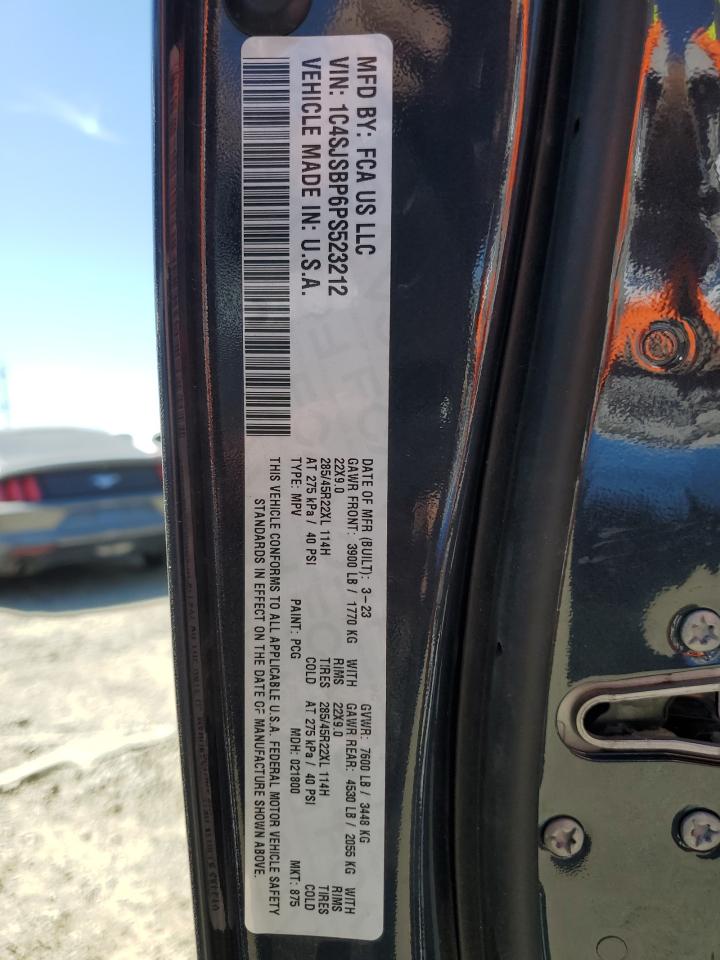 MFD BY: FCA US LLC
VIN: 1C4SJSBP6PS523212
VEHICLE MADE IN: U.S.A.
DATE OF MFR (BUILT): 3-23 GVWR: 7600 LB / 3448 KG
GAWR FRONT: 3900 LB / 1770 KG WITH GAWR REAR: 4530 LB / 2055 KG WITH
22X9.0 RIMS 22X9.0 RIMS
285/45R22XL 114H TIRES 285/45R22XL 114H TIRES
AT 275 kPa / 40 PSI COLD AT 275 kPa / 40 PSI COLD
TYPE: MPV PAINT: PCG MDH: 021800 MKT: 875
THIS VEHICLE CONFORMS TO ALL APPLICABLE U.S.A. FEDERAL MOTOR VEHICLE SAFETY
STANDARDS IN EFFECT ON THE DATE OF MANUFACTURE SHOWN ABOVE.